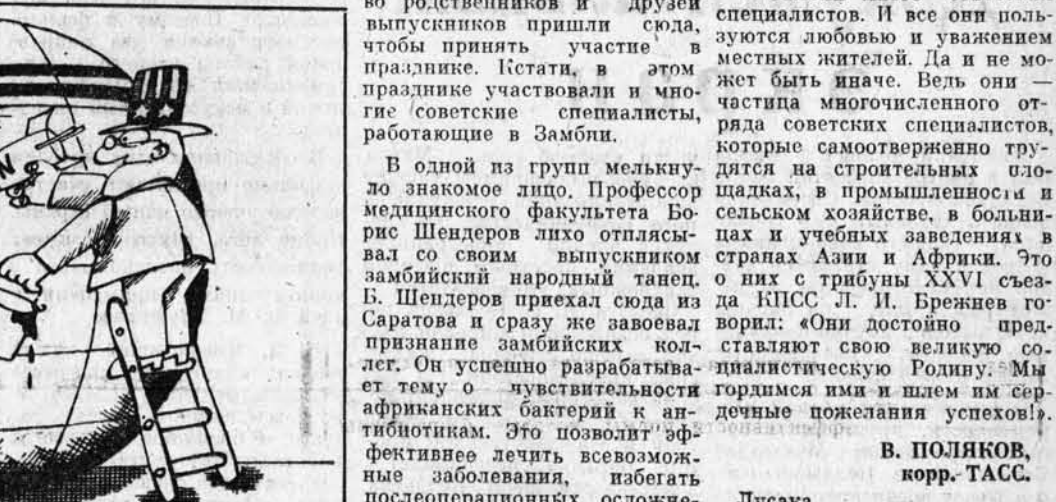 во родственников и друзей
выпускников пришли сюда,
чтобы принять участие в
празднике. Кстати, в этом
празднике участвовали и мно-
гие советские специалисты,
работающие в Замбии.
В одной из групп мелькну-
ло знакомое лицо. Профессор
медицинского факультета Бо-
рис Шендеров лихо отплясы-
вал со своим выпускником
замбийский народный танец.
Б. Шендеров приехал сюда из
Саратова и сразу же завоевал
признание замбийских кол-
лег. Он успешно разрабатыва-
ет тему о чувствительности
африканских бактерий к ан-
тибиотикам. Это позволит эф-
фективнее лечить всевозмож-
ные заболевания, избегать
послеоперационных осложне-
специалистов. И все они поль-
зуются любовью и уважением
местных жителей. Да и не мо-
жет быть иначе. Ведь они —
частица многочисленного от-
ряда советских специалистов,
которые самоотверженно тру-
дятся на строительных пло-
щадках, в промышленности и
сельском хозяйстве, в больни-
цах и учебных заведениях в
странах Азии и Африки. Это
о них с трибуны XXVI съез-
да КПСС Л. И. Брежнев го-
ворил: «Они достойно пред-
ставляют свою великую со-
циалистическую Родину. Мы
гордимся ими и шлем им сер-
дечные пожелания успехов!».
В. ПОЛЯКОВ,
корр. ТАСС.
Лусака.